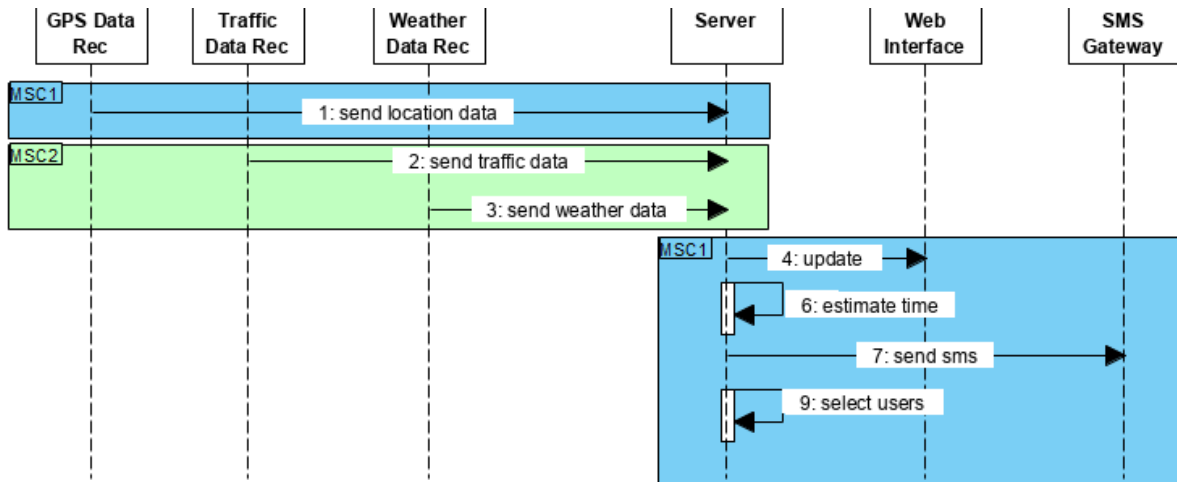 GPS Data
Rec
Traffic
Data Rec
Weather
Data Rec
Server
Web
Interface
SMS
Gateway
MSC1
1: send location data
MSC2
2: send traffic data
3: send weather data
MSC1
4: update
6: estimate time
7: send sms
9: select users